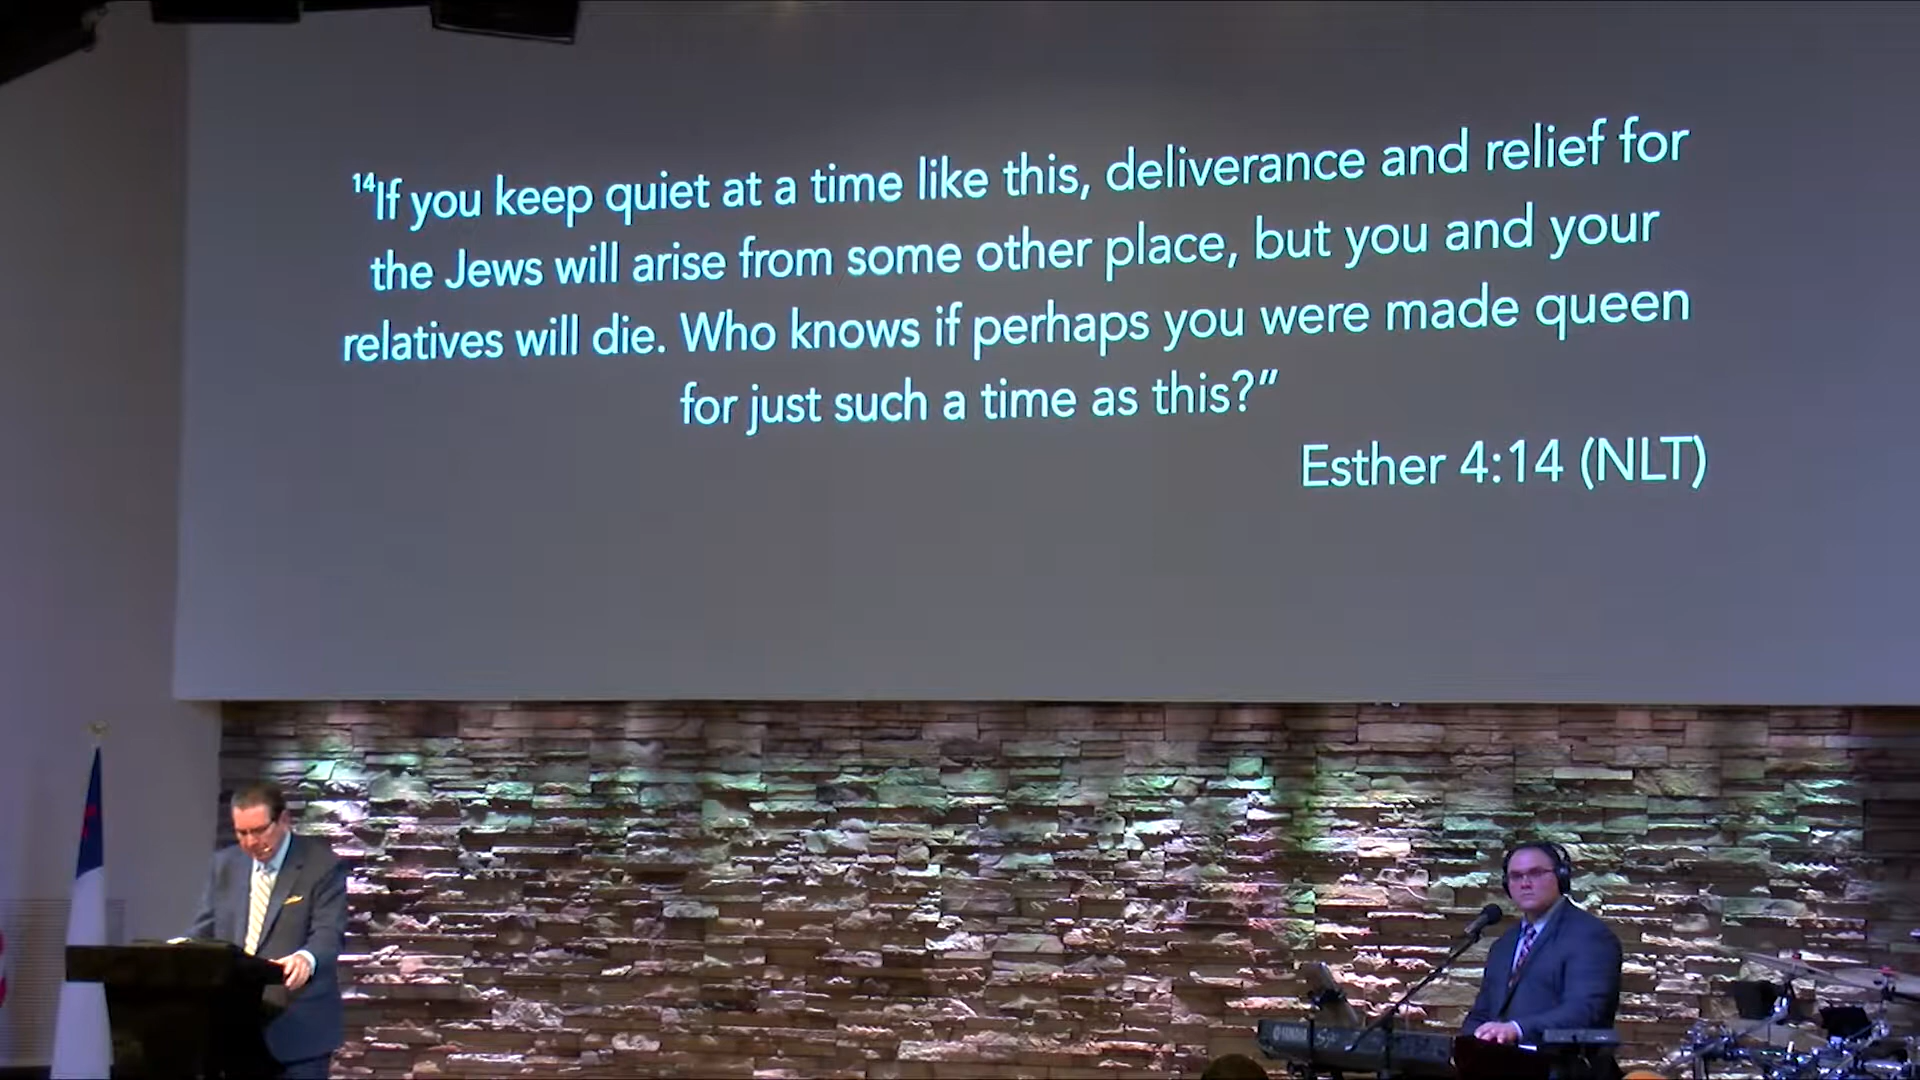 ¹⁴If you keep quiet at a time like this, deliverance and relief for
the Jews will arise from some other place, but you and your
relatives will die. Who knows if perhaps you were made queen
for just such a time as this?”
Esther 4:14 (NLT)
YAMAHA